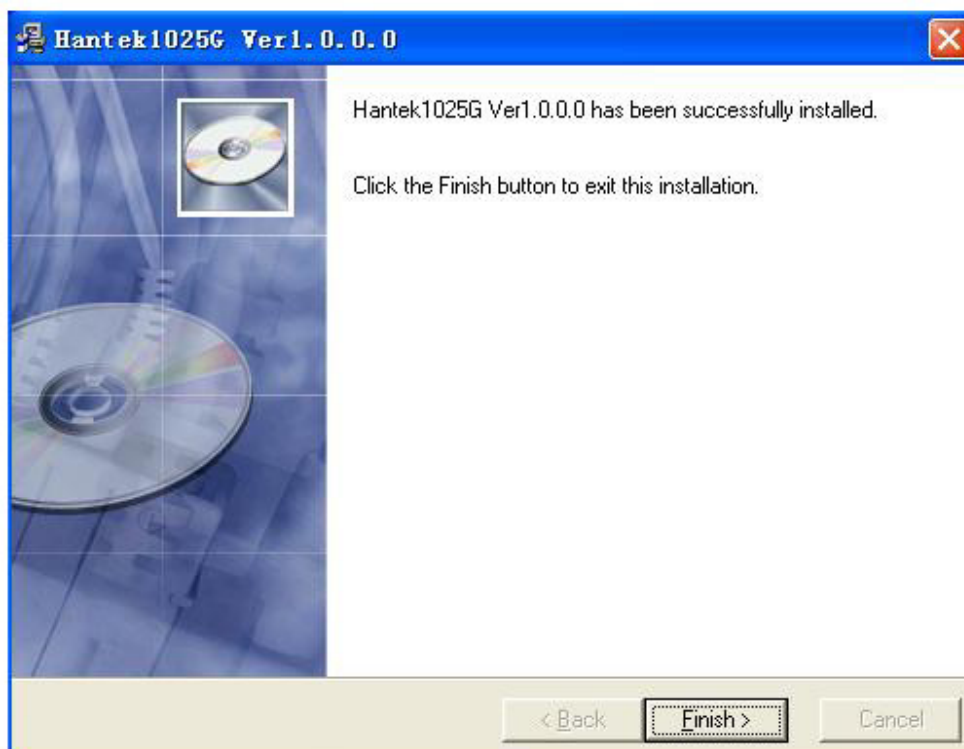 Hantek1025G Ver1.0.0.0
Hantek1025G Ver1.0.0.0 has been successfully installed.
Click the Finish button to exit this installation.
< Back
Finish >
Cancel